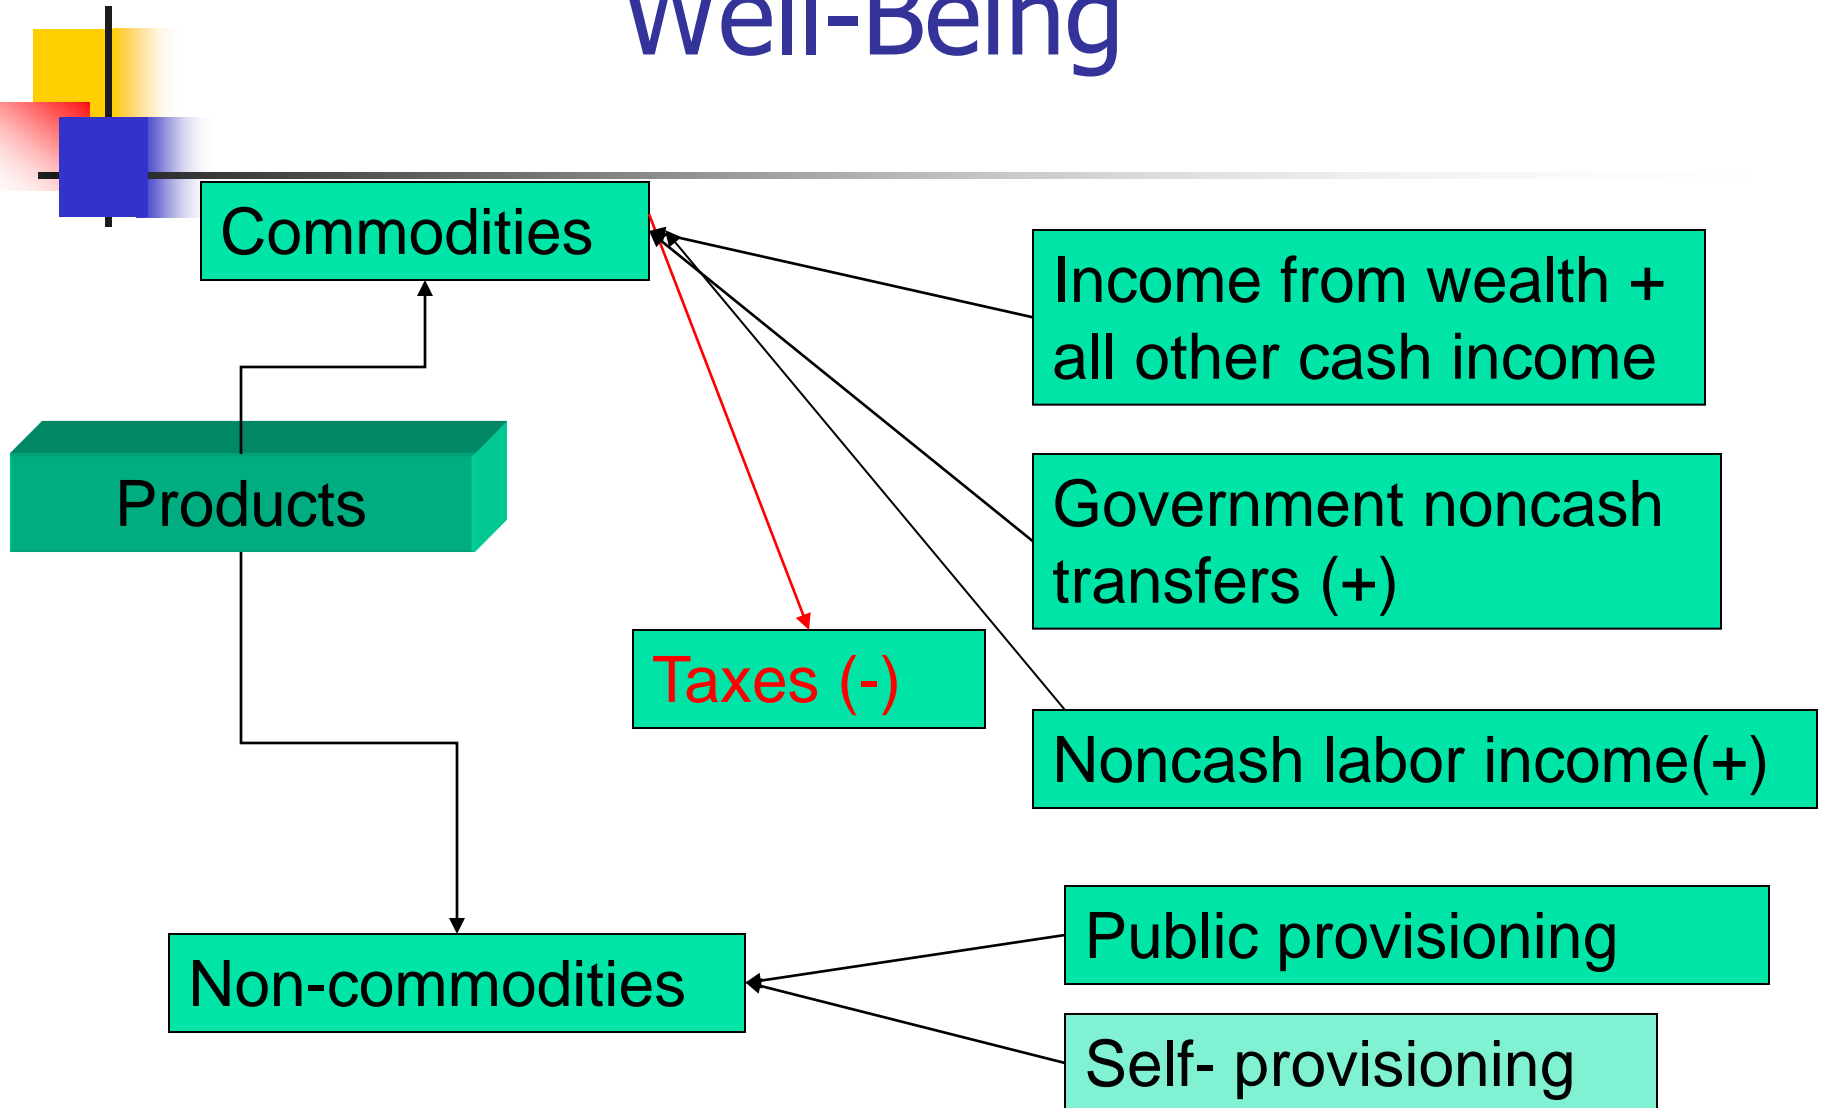 Well-Being
Commodities
Income from wealth +
all other cash income
Products
Government noncash
transfers (+)
Taxes (-)
Noncash labor income(+)
Public provisioning
Non-commodities
Self- provisioning